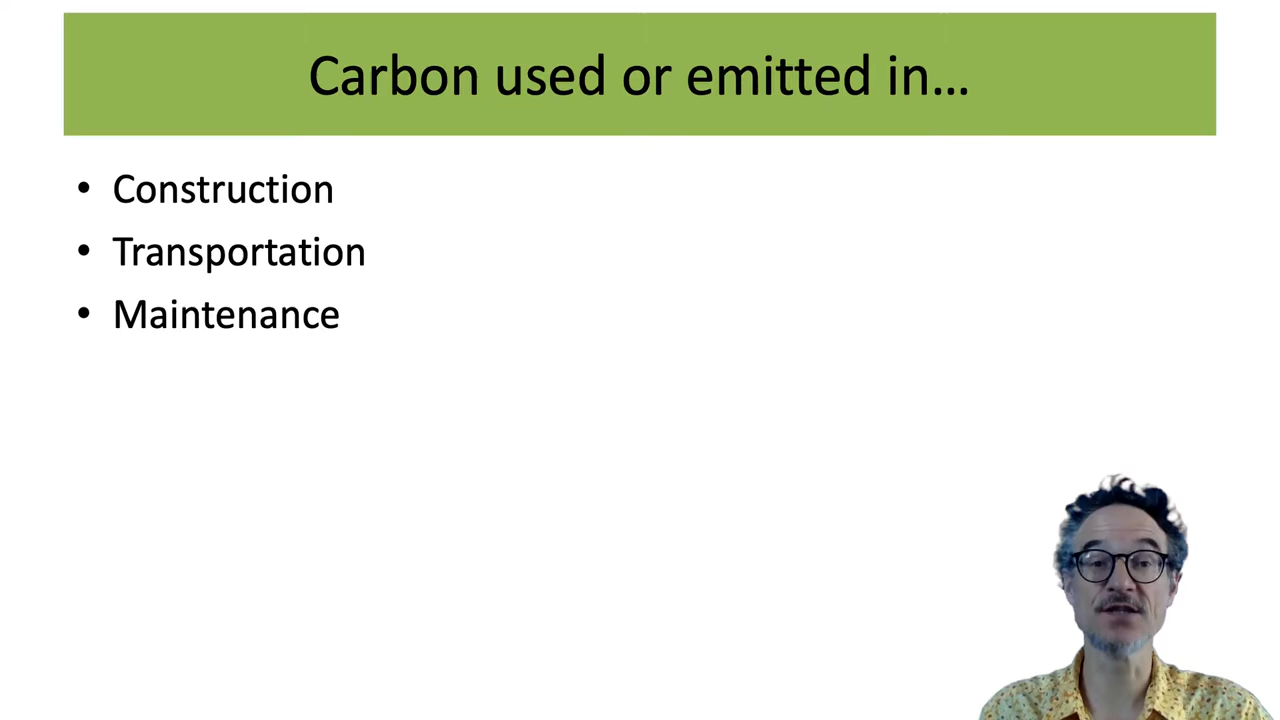 Carbon used or emitted in…
• Construction
• Transportation
• Maintenance